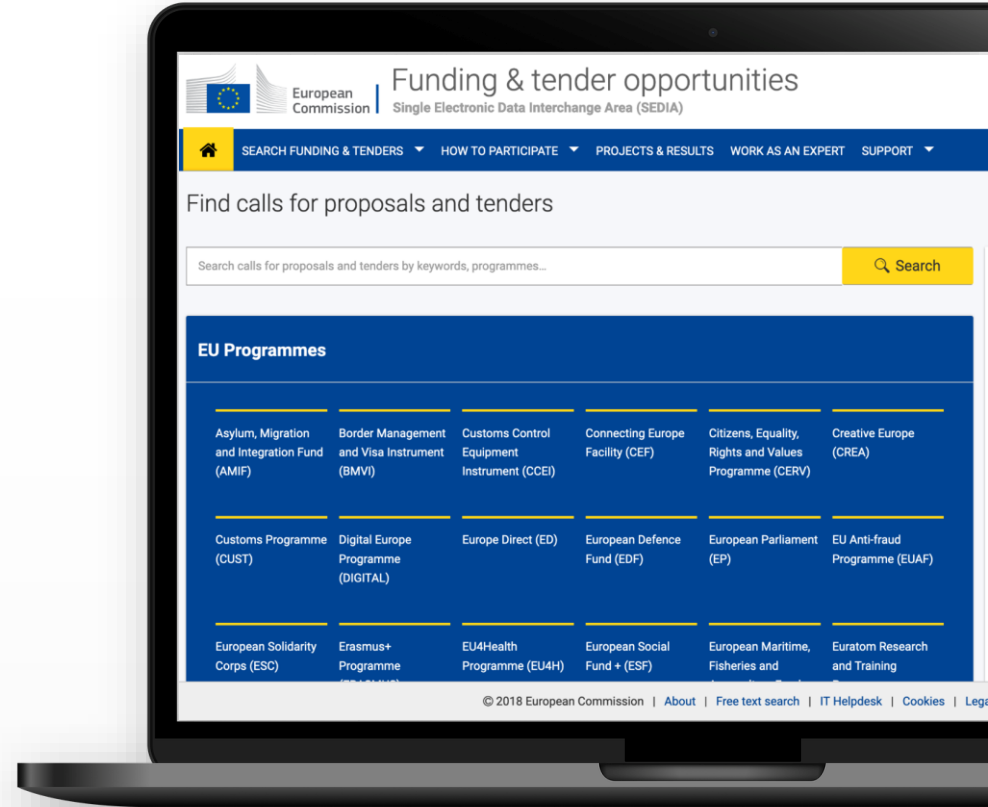 European
Commission
Funding & tender opportunities
Single Electronic Data Interchange Area (SEDIA)
SEARCH FUNDING & TENDERS HOW TO PARTICIPATE PROJECTS & RESULTS WORK AS AN EXPERT SUPPORT
Find calls for proposals and tenders
Search calls for proposals and tenders by keywords, programmes...
Search
EU Programmes
Asylum, Migration
and Integration Fund
(AMIF)
Border Management
and Visa Instrument
(BMVI)
Customs Control
Equipment
Instrument (CCEI)
Connecting Europe
Facility (CEF)
Citizens, Equality,
Rights and Values
Programme (CERV)
Creative Europe
(CREA)
Customs Programme
(CUST)
Digital Europe
Programme
(DIGITAL)
Europe Direct (ED)
European Defence
Fund (EDF)
European Parliament
(EP)
EU Anti-fraud
Programme (EUAF)
European Solidarity
Corps (ESC)
Erasmus+
Programme
EU4Health
Programme (EU4H)
European Social
Fund + (ESF)
European Maritime,
Fisheries and
Euratom Research
and Training
© 2018 European Commission | About | Free text search | IT Helpdesk | Cookies | Lega